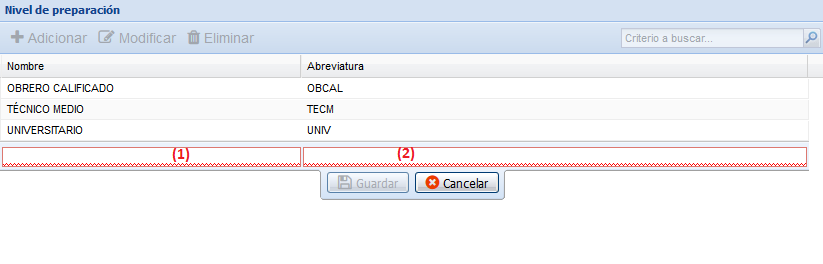 Nivel de preparación
Adicionar Modificar Eliminar Criterio a buscar...
Nombre Abreviatura
OBRERO CALIFICADO OBCAL
TÉCNICO MEDIO TECM
UNIVERSITARIO UNIV
(1) (2)
Guardar Cancelar